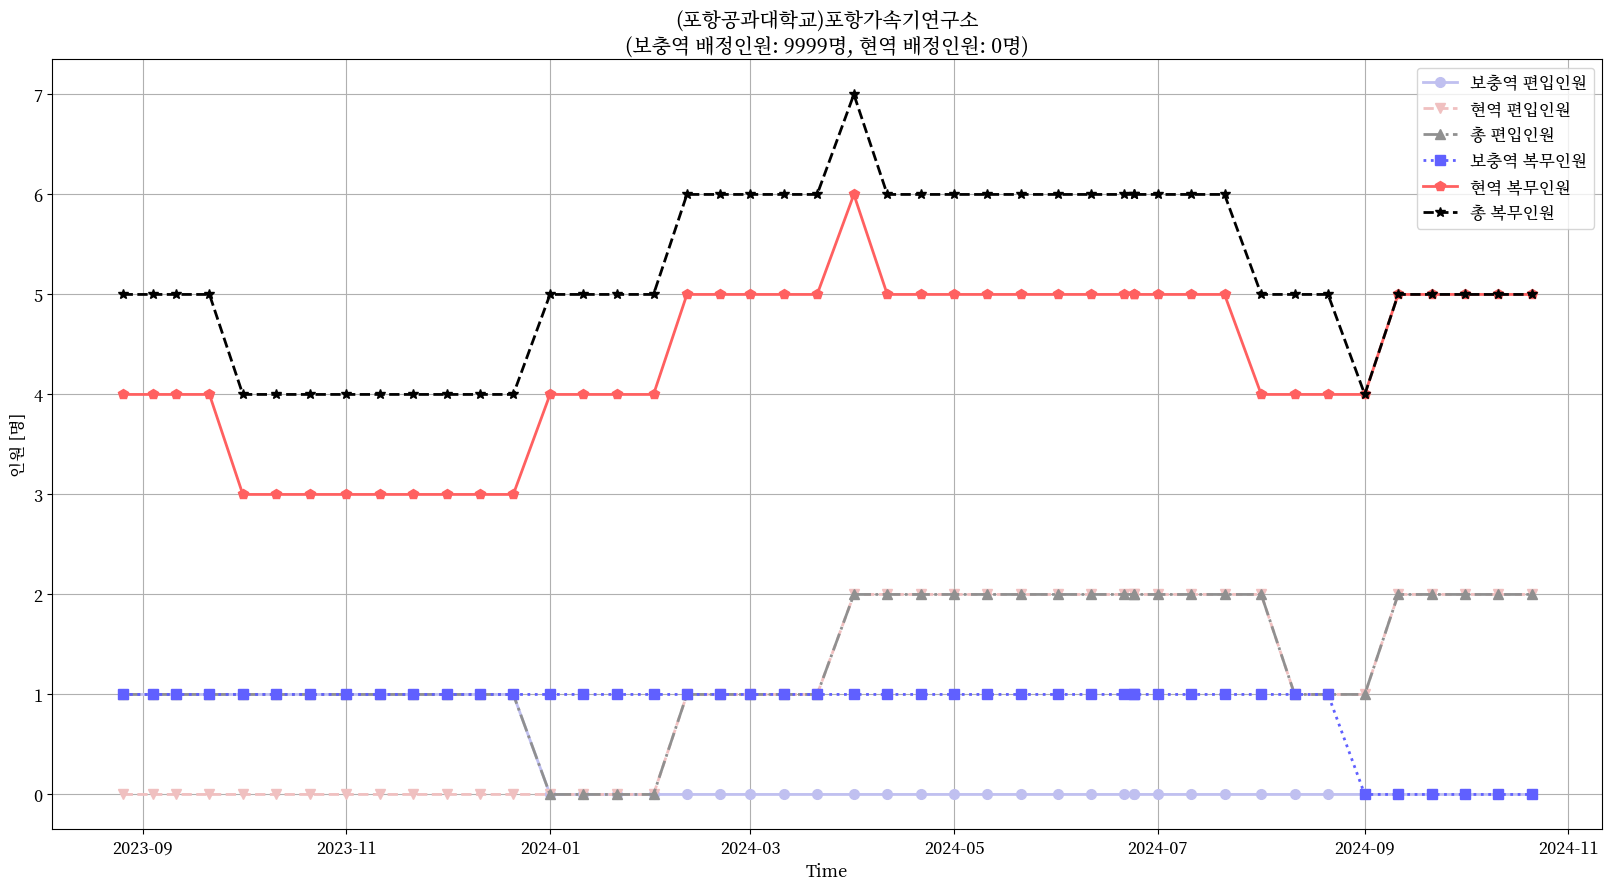 (포항공과대학교)포항가속기연구소
(보충역 배정인원: 9999명, 현역 배정인원: 0명)
보충역 편입인원
현역 편입인원
총 편입인원
보충역 복무인원
현역 복무인원
총 복무인원
인원 [명]
7
6
5
4
3
2
1
0
2023-09
2023-11
2024-01
2024-03
2024-05
2024-07
2024-09
2024-11
Time